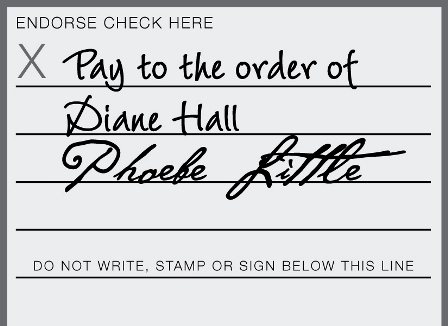 ENDORSE CHECK HERE
X Pay to the order of
Diane Hall
Phoebe Little
DO NOT WRITE, STAMP OR SIGN BELOW THIS LINE